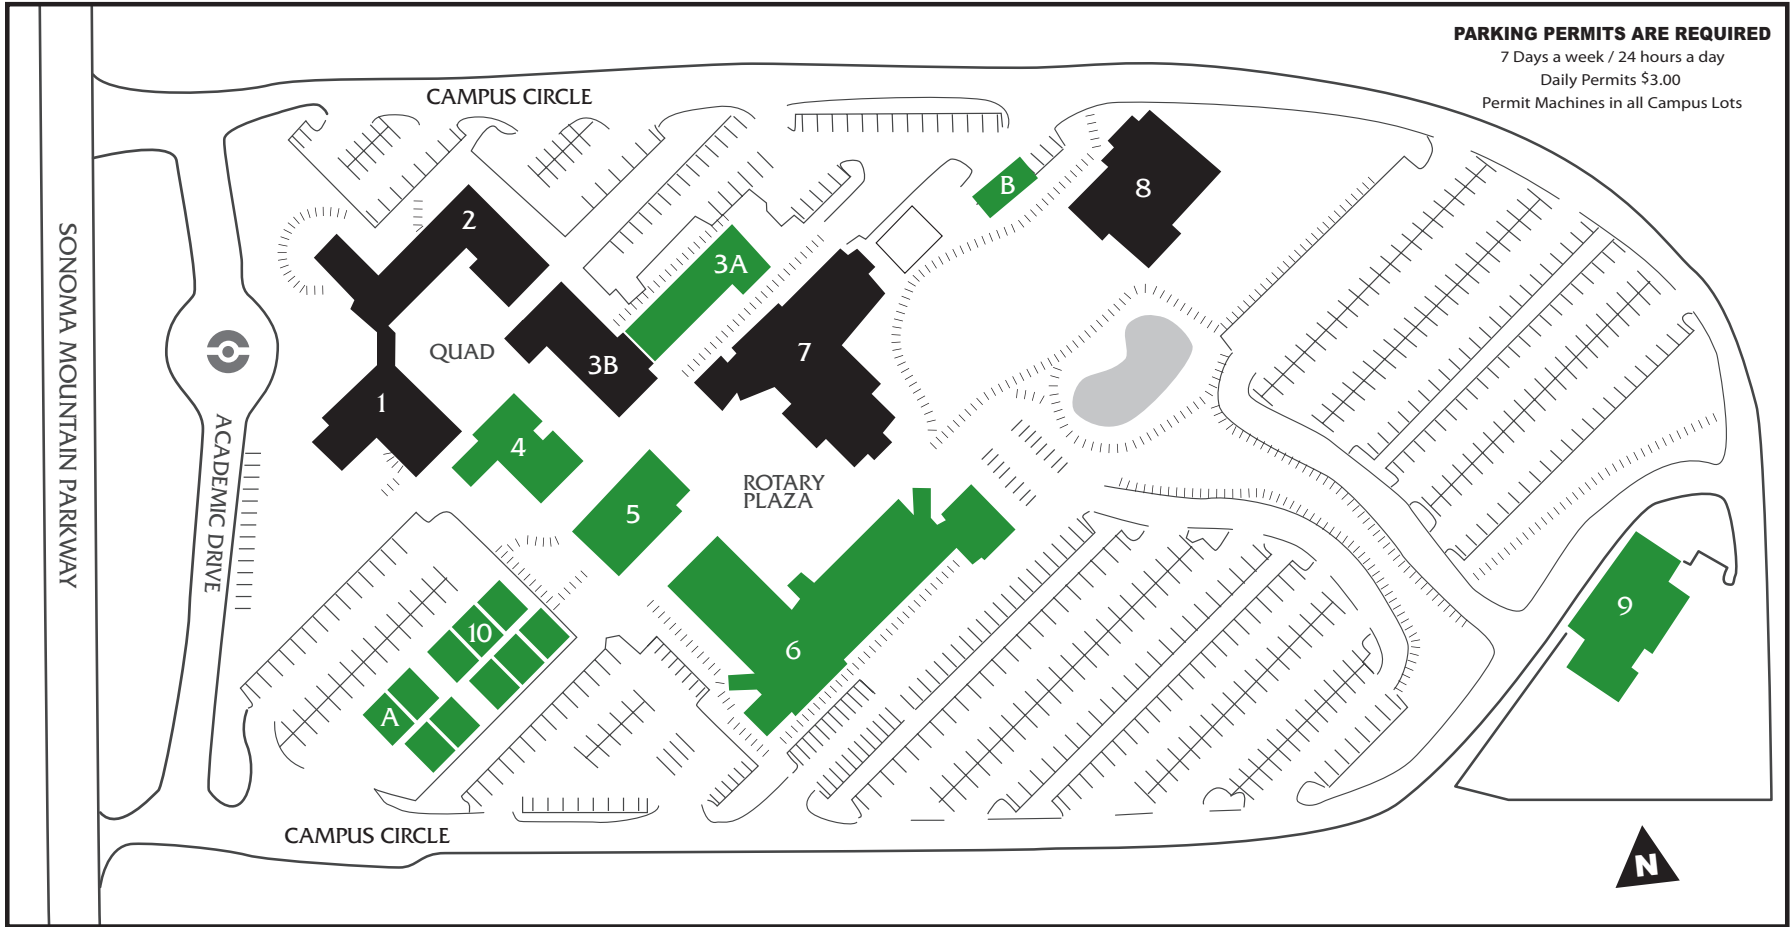 PARKING PERMITS ARE REQUIRED
7 Days a week / 24 hours a day
Daily Permits $3.00
Permit Machines in all Campus Lots
CAMPUS CIRCLE
B
8
2
3A
SONOMA MOUNTAIN PARKWAY
QUAD
7
3B
1
ACADEMIC DRIVE
4
ROTARY
PLAZA
5
9
10
6
A
CAMPUS CIRCLE
N